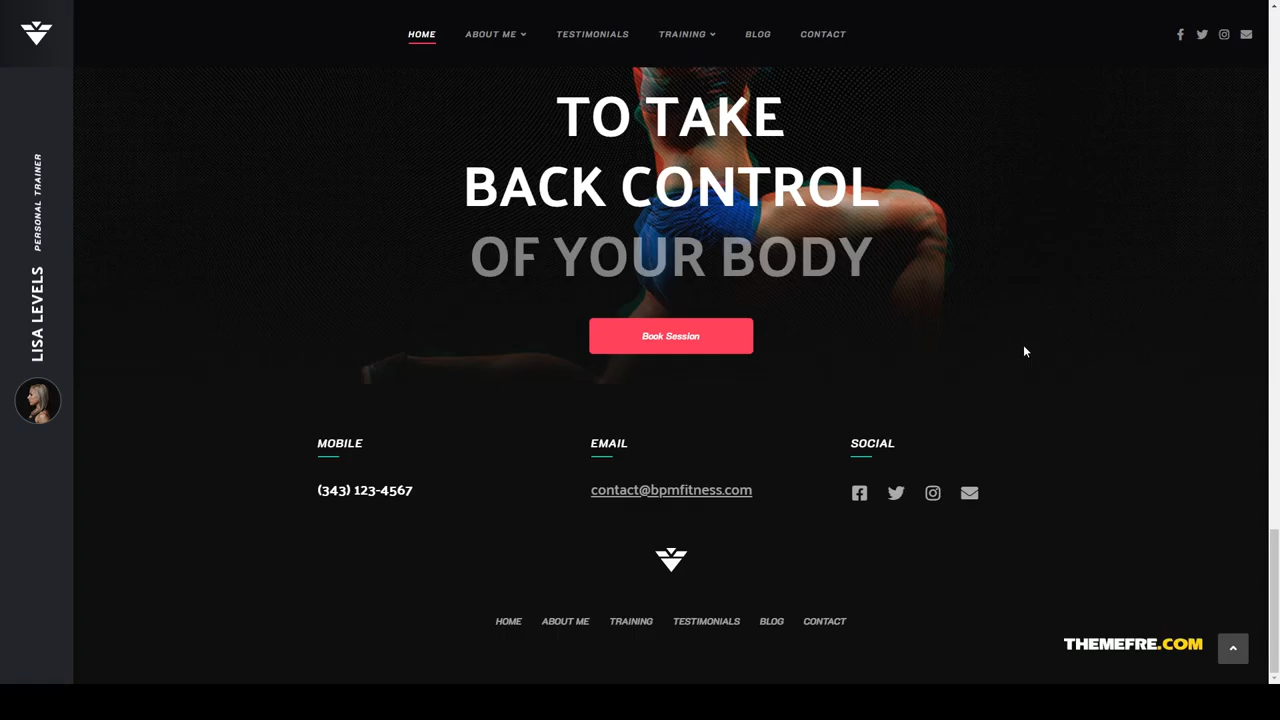 HOME ABOUT ME TESTIMONIALS TRAINING BLOG CONTACT
LISA LEVELS PERSONAL TRAINER
TO TAKE
BACK CONTROL
OF YOUR BODY
Book Session
MOBILE
(343) 123-4567
EMAIL
contact@bpmfitness.com
SOCIAL
HOME ABOUT ME TRAINING TESTIMONIALS BLOG CONTACT
THEMEFRE.COM